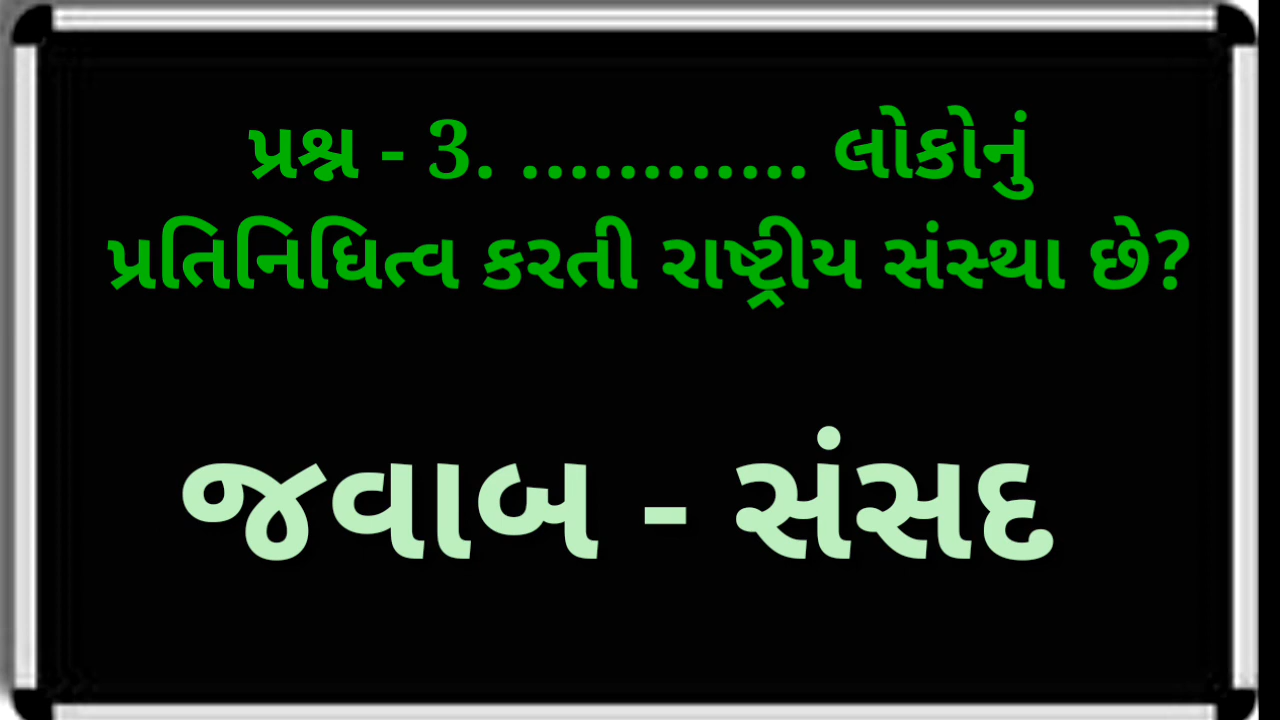 પ્રશ્ન - 3. ............ લોકોનું
પ્રતિનિધિત્વ કરતી રાષ્ટ્રીય સંસ્થા છે?
જવાબ - સંસદ